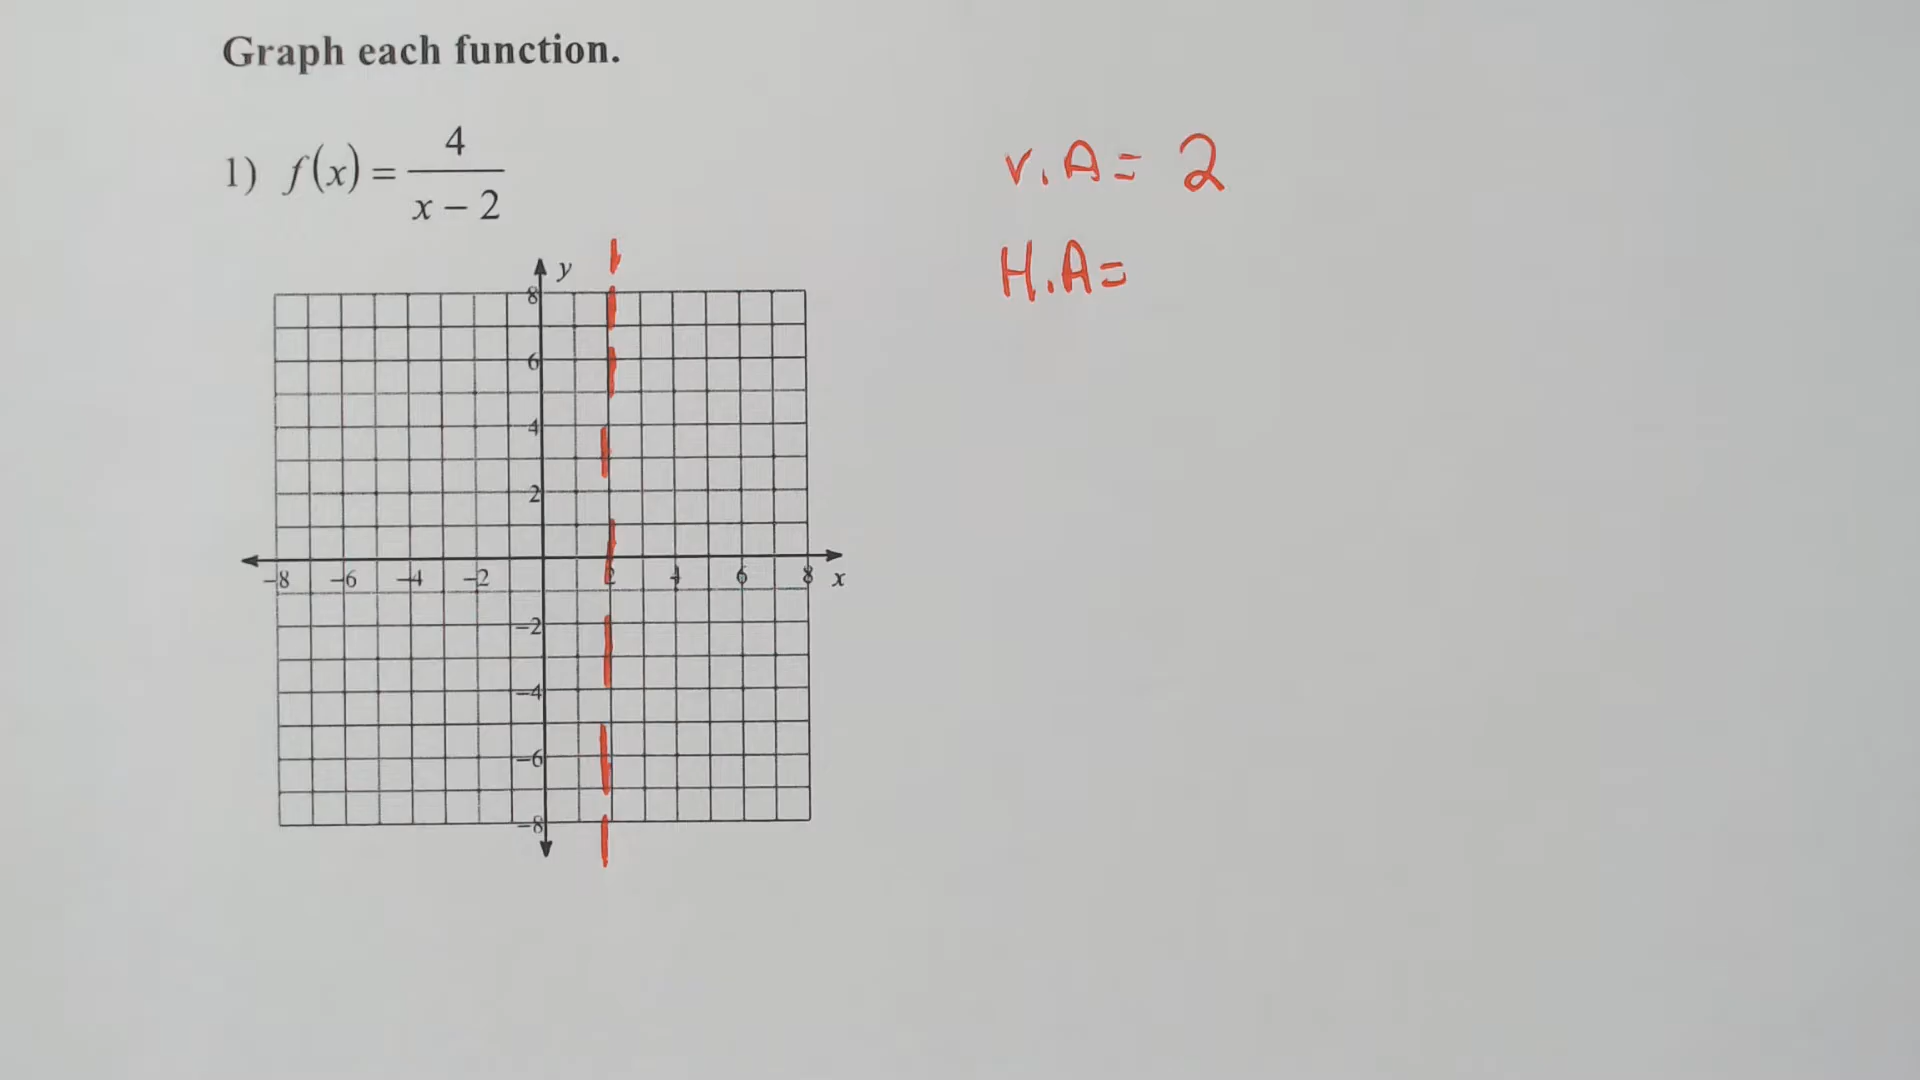 Graph each function.
1) f(x) = 4 / (x − 2)
V.A = 2
H.A =
y
8
6
4
2
−8 −6 −4 −2 2 4 6 8 x
−2
−4
−6
−8